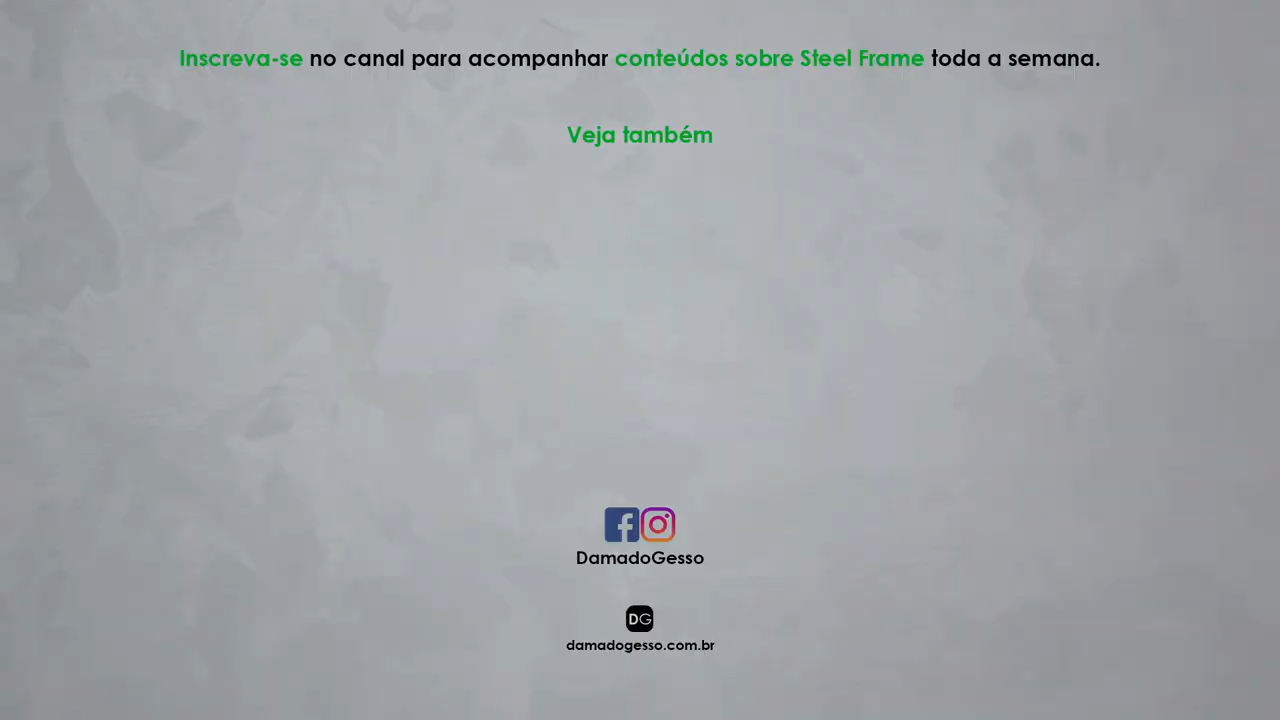 Inscreva-se no canal para acompanhar conteúdos sobre Steel Frame toda a semana.
Veja também
DamadoGesso
DG
damadogesso.com.br